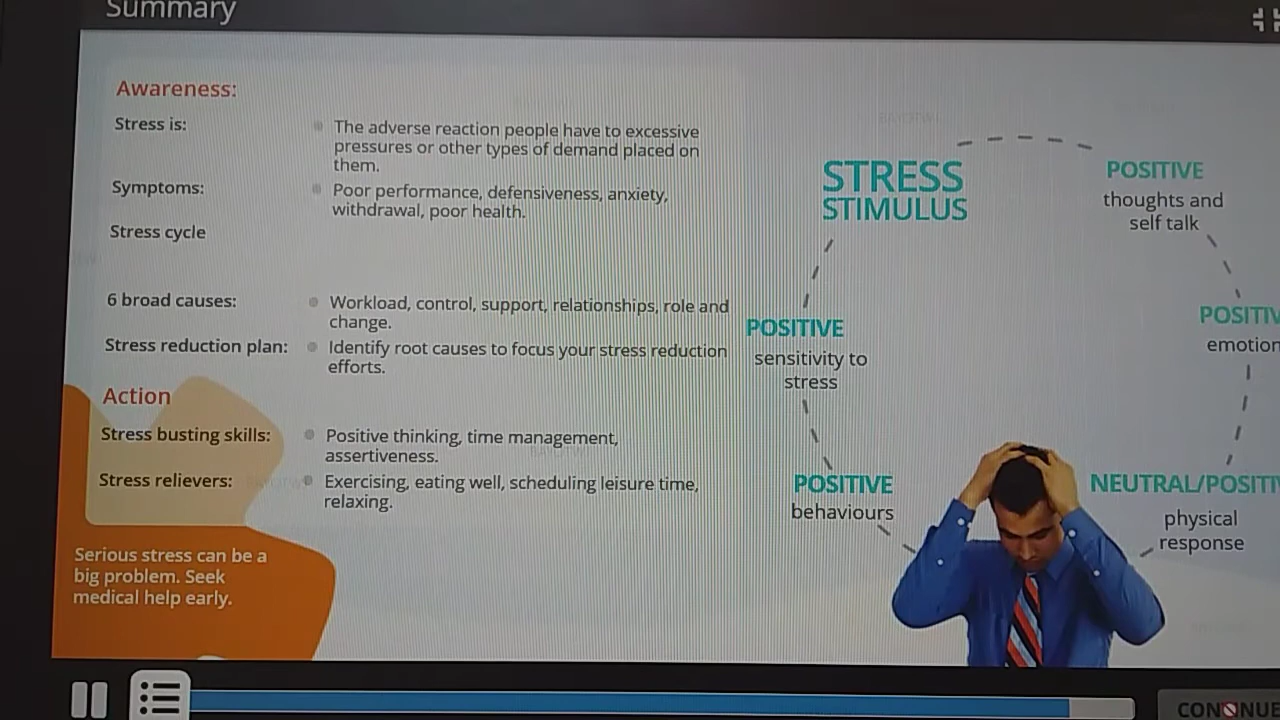 Summary
Awareness:
Stress is:
The adverse reaction people have to excessive
pressures or other types of demand placed on
them.
Symptoms:
Poor performance, defensiveness, anxiety,
withdrawal, poor health.
Stress cycle
6 broad causes:
Workload, control, support, relationships, role and
change.
Stress reduction plan:
Identify root causes to focus your stress reduction
efforts.
Action
Stress busting skills:
Positive thinking, time management,
assertiveness.
Stress relievers:
Exercising, eating well, scheduling leisure time,
relaxing.
Serious stress can be a
big problem. Seek
medical help early.
STRESS
STIMULUS
POSITIVE
thoughts and
self talk
POSITIV
emotion
NEUTRAL/POSITI
physical
response
POSITIVE
behaviours
POSITIVE
sensitivity to
stress
CONTINUE